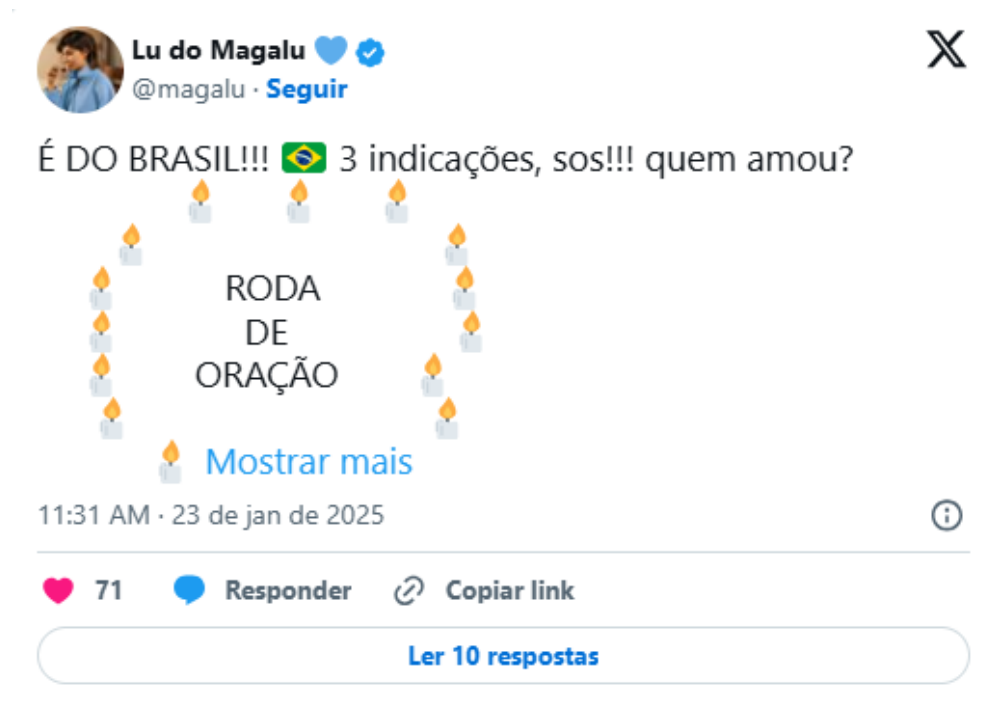 Lu do Magalu 💙
@magalu · Seguir
É DO BRASIL!!! 🇧🇷 3 indicações, sos!!! quem amou?
🕯 🕯 🕯
🕯 🕯
🕯 RODA 🕯
🕯 DE 🕯
🕯 ORAÇÃO 🕯
🕯 🕯
🕯 Mostrar mais
11:31 AM · 23 de jan de 2025
71 Responder Copiar link
Ler 10 respostas